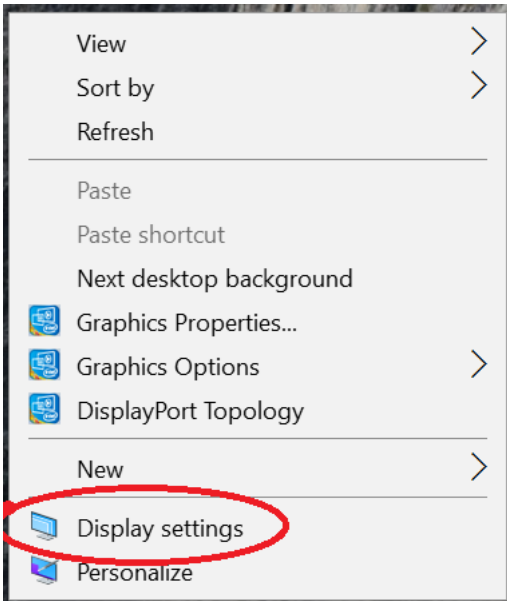 View
Sort by
Refresh
Paste
Paste shortcut
Next desktop background
Graphics Properties...
Graphics Options
DisplayPort Topology
New
Display settings
Personalize